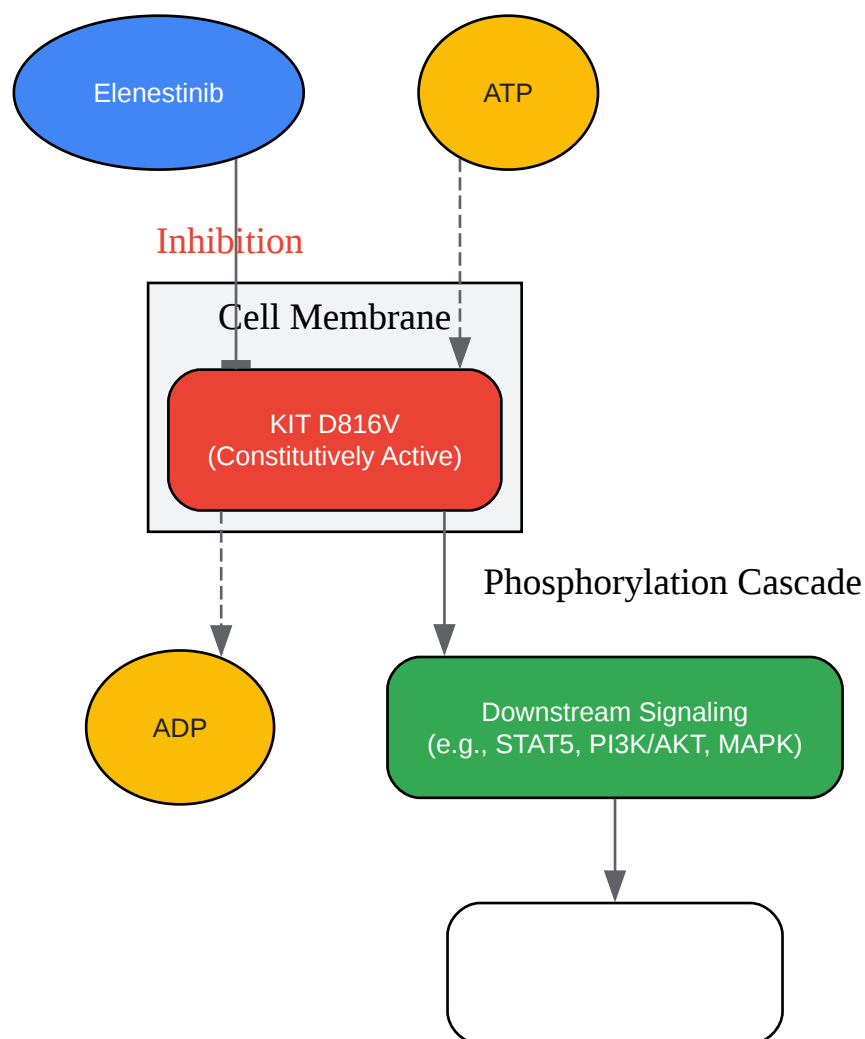 Elenestinib
ATP
Inhibition
Cell Membrane
KIT D816V
(Constitutively Active)
Phosphorylation Cascade
ADP
Downstream Signaling
(e.g., STAT5, PI3K/AKT, MAPK)